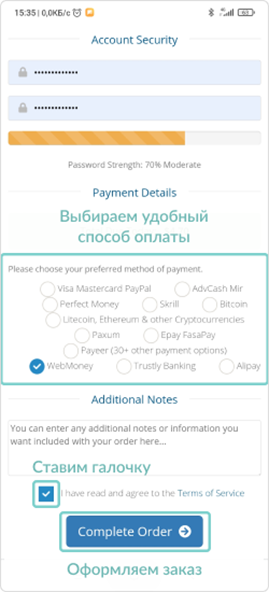 15:35 | 0,0КБ/с
Account Security
•••••••••••••
•••••••••••••
Password Strength: 70% Moderate
Payment Details
Выбираем удобный
способ оплаты
Please choose your preferred method of payment.
Visa Mastercard PayPal AdvCash Mir
Perfect Money Skrill Bitcoin
Litecoin, Ethereum & other Cryptocurrencies
Paxum Epay FasaPay
Payeer (30+ other payment options)
WebMoney Trustly Banking Alipay
Additional Notes
You can enter any additional notes or information you
want included with your order here...
Ставим галочку
I have read and agree to the Terms of Service
Complete Order
Оформляем заказ